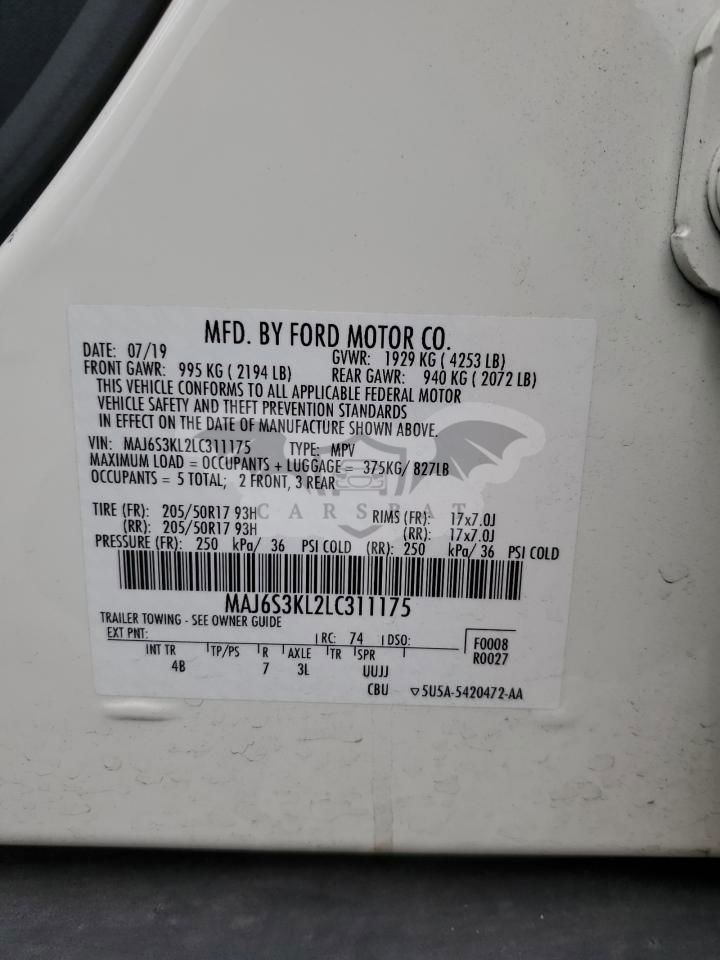 MFD. BY FORD MOTOR CO.
DATE: 07/19 GVWR: 1929 KG ( 4253 LB)
FRONT GAWR: 995 KG ( 2194 LB) REAR GAWR: 940 KG ( 2072 LB)
THIS VEHICLE CONFORMS TO ALL APPLICABLE FEDERAL MOTOR
VEHICLE SAFETY AND THEFT PREVENTION STANDARDS
IN EFFECT ON THE DATE OF MANUFACTURE SHOWN ABOVE.
VIN: MAJ6S3KL2LC311175 TYPE: MPV
MAXIMUM LOAD = OCCUPANTS + LUGGAGE = 375KG/ 827LB
OCCUPANTS = 5 TOTAL; 2 FRONT, 3 REAR
CARSBAT
TIRE (FR): 205/50R17 93H RIMS (FR): 17x7.0J
(RR): 205/50R17 93H (RR): 17x7.0J
PRESSURE (FR): 250 kPa/ 36 PSI COLD (RR): 250 kPa/ 36 PSI COLD
MAJ6S3KL2LC311175
TRAILER TOWING - SEE OWNER GUIDE
EXT PNT: RC: 74 DSO: F0008
INT TR TP/PS R AXLE TR SPR R0027
4B 7 3L UUJJ
CBU ▽5U5A-5420472-AA